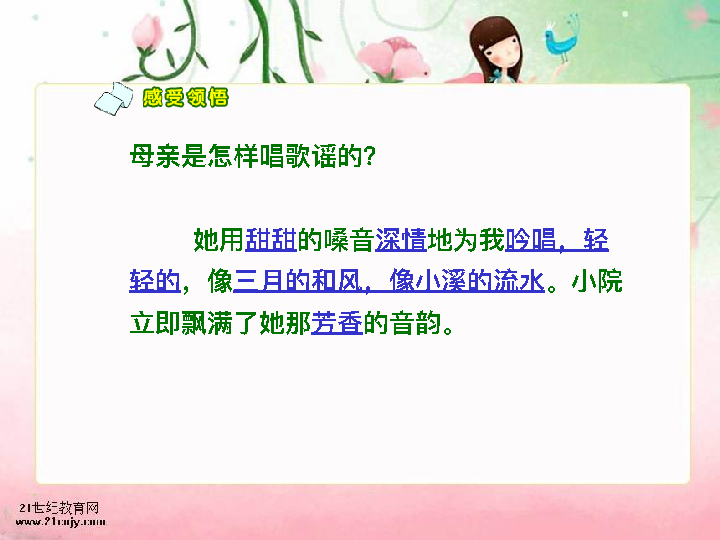 感受领悟
母亲是怎样唱歌谣的？
她用甜甜的嗓音深情地为我吟唱，轻
轻的，像三月的和风，像小溪的流水。小院
立即飘满了她那芳香的音韵。
21世纪教育网
www.21cnjy.com